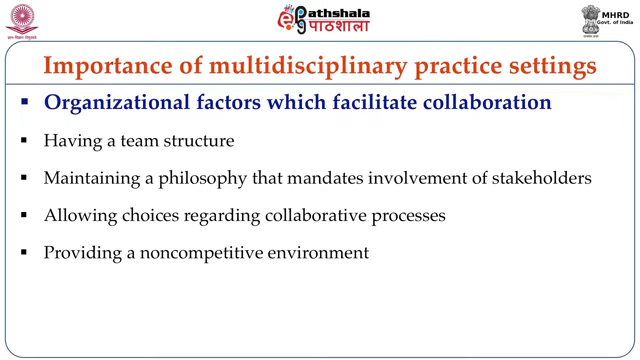 ePathshala
पाठशाला
MHRD
Govt. of India
Importance of multidisciplinary practice settings
▪ Organizational factors which facilitate collaboration
▪ Having a team structure
▪ Maintaining a philosophy that mandates involvement of stakeholders
▪ Allowing choices regarding collaborative processes
▪ Providing a noncompetitive environment